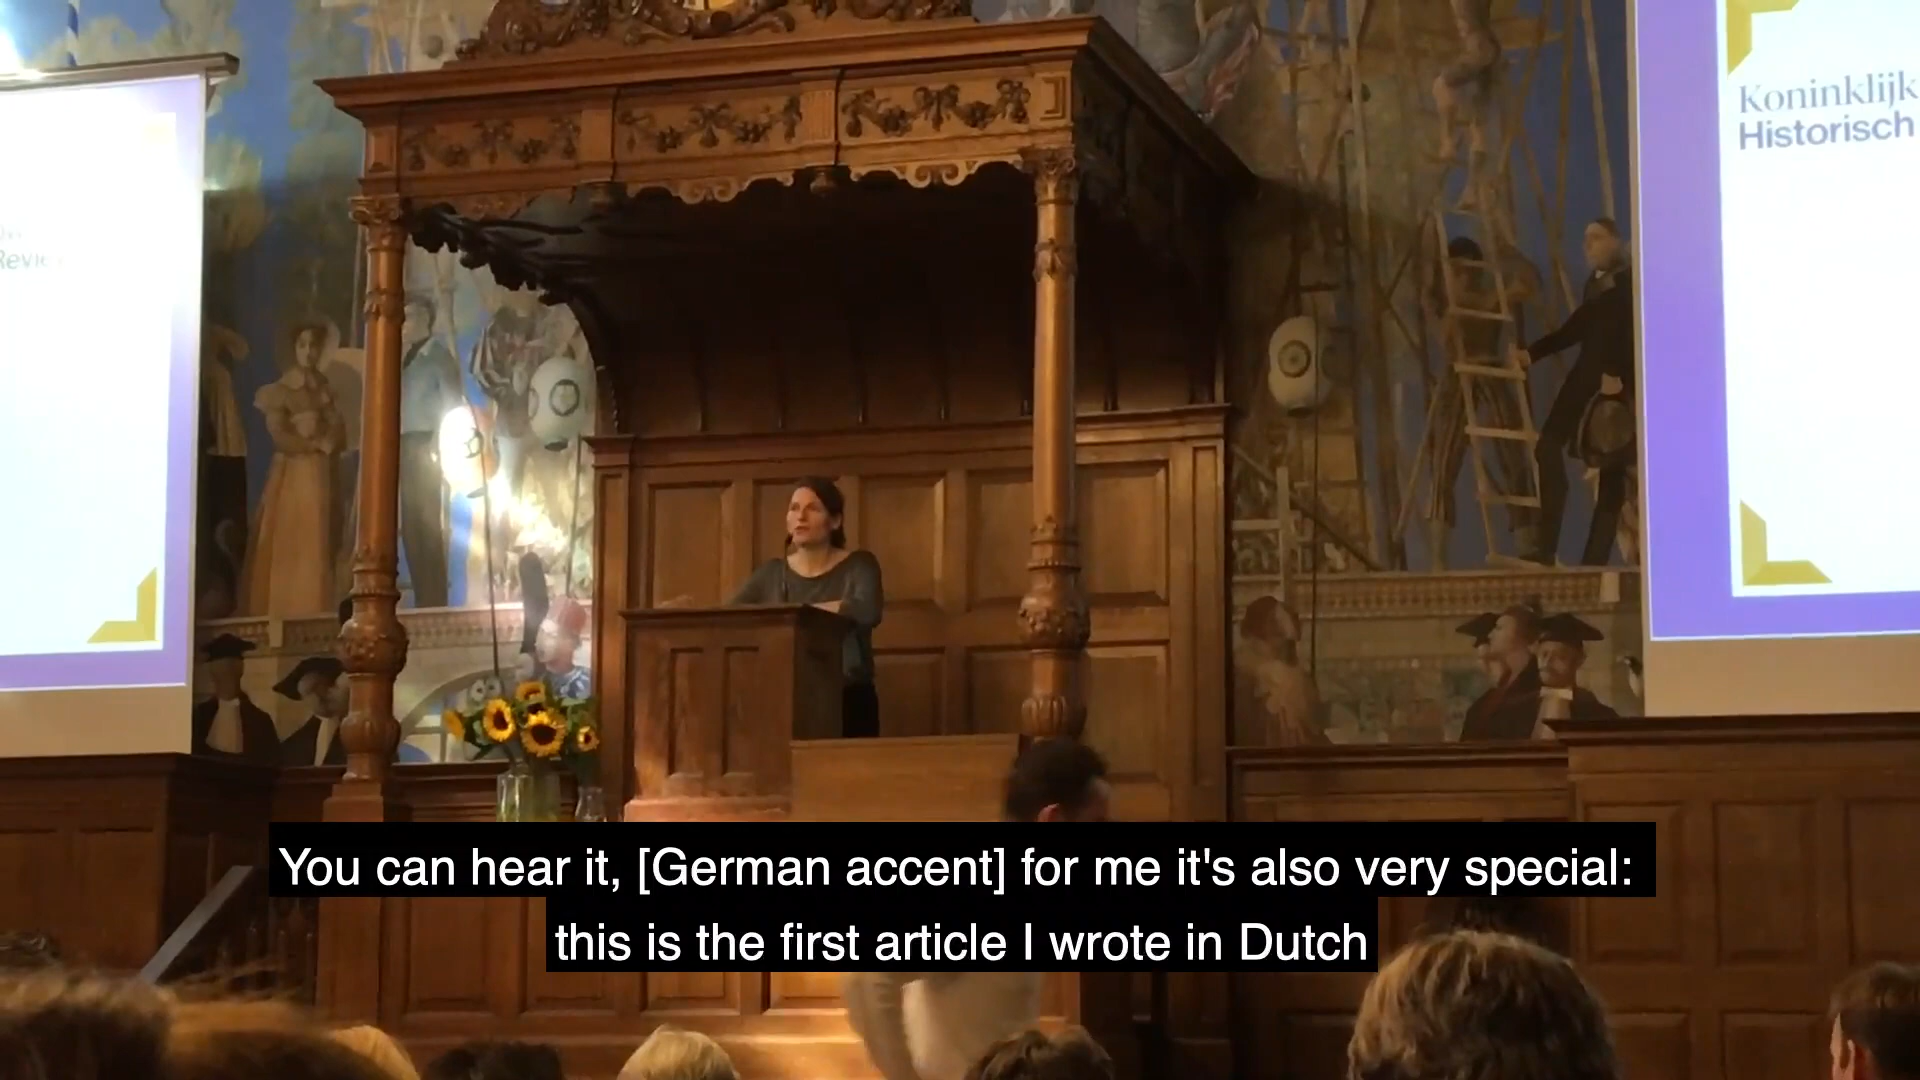 Koninklijk
Historisch
Revie
You can hear it, [German accent] for me it's also very special:
this is the first article I wrote in Dutch